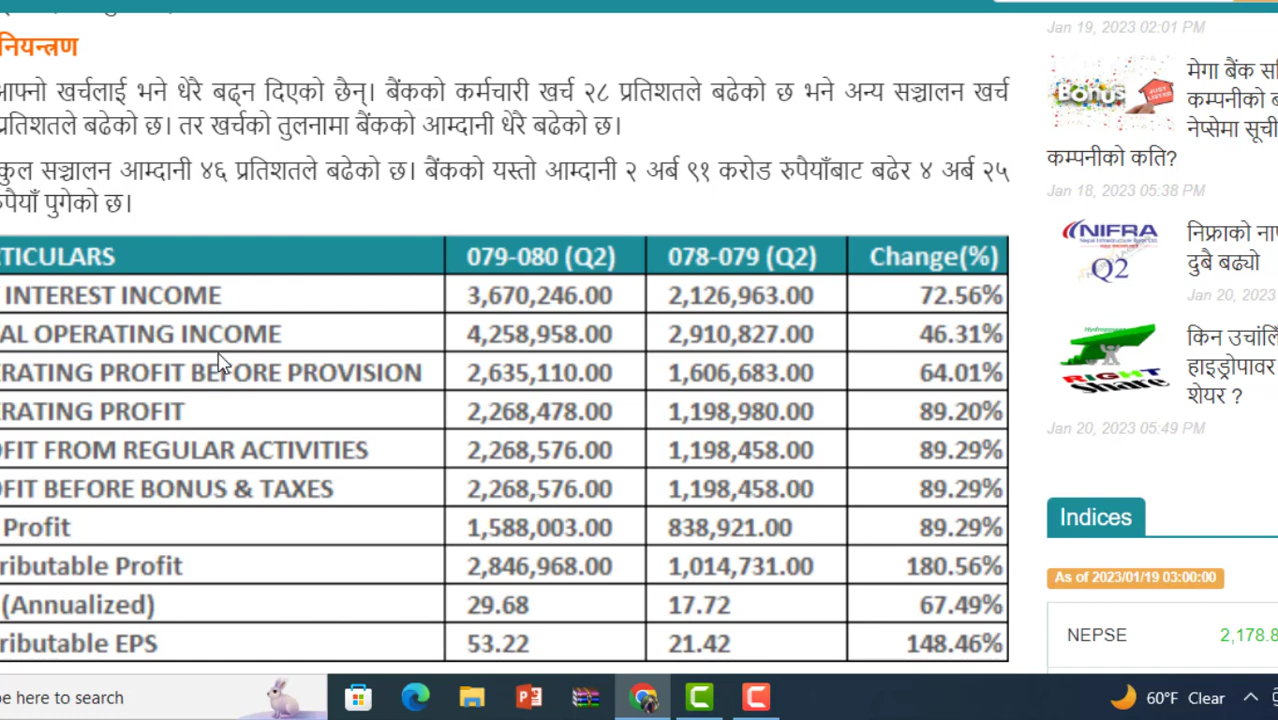 नियन्त्रण
आफ्नो खर्चलाई भने धेरै बढ्न दिएको छैन्। बैंकको कर्मचारी खर्च २८ प्रतिशतले बढेको छ भने अन्य सञ्चालन खर्च
प्रतिशतले बढेको छ। तर खर्चको तुलनामा बैंकको आम्दानी धेरै बढेको छ।
कुल सञ्चालन आम्दानी ४६ प्रतिशतले बढेको छ। बैंकको यस्तो आम्दानी २ अर्ब ९१ करोड रुपैयाँबाट बढेर ४ अर्ब २५
पैयाँ पुगेको छ।
TICULARS 079-080 (Q2) 078-079 (Q2) Change(%)
INTEREST INCOME 3,670,246.00 2,126,963.00 72.56%
AL OPERATING INCOME 4,258,958.00 2,910,827.00 46.31%
ERATING PROFIT BEFORE PROVISION 2,635,110.00 1,606,683.00 64.01%
ERATING PROFIT 2,268,478.00 1,198,980.00 89.20%
OFIT FROM REGULAR ACTIVITIES 2,268,576.00 1,198,458.00 89.29%
OFIT BEFORE BONUS & TAXES 2,268,576.00 1,198,458.00 89.29%
Profit 1,588,003.00 838,921.00 89.29%
ributable Profit 2,846,968.00 1,014,731.00 180.56%
(Annualized) 29.68 17.72 67.49%
ributable EPS 53.22 21.42 148.46%
Jan 19, 2023 02:01 PM
BONUS
JUST LISTED
मेगा बैंक
कम्पनीको
नेप्सेमा सूची
कम्पनीको कति?
Jan 18, 2023 05:38 PM
NIFRA
Q2
निफ्राको नाफ
दुबै बढ्यो
Jan 20, 2023
RIGHT
Share
किन उचालि
हाइड्रोपावर
शेयर ?
Jan 20, 2023 05:49 PM
Indices
As of 2023/01/19 03:00:00
NEPSE 2,178.8
pe here to search
60°F Clear